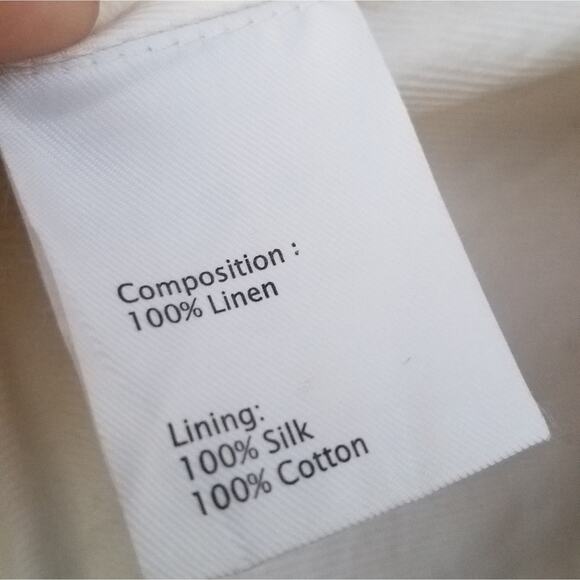 Composition :
100% Linen
Lining:
100% Silk
100% Cotton